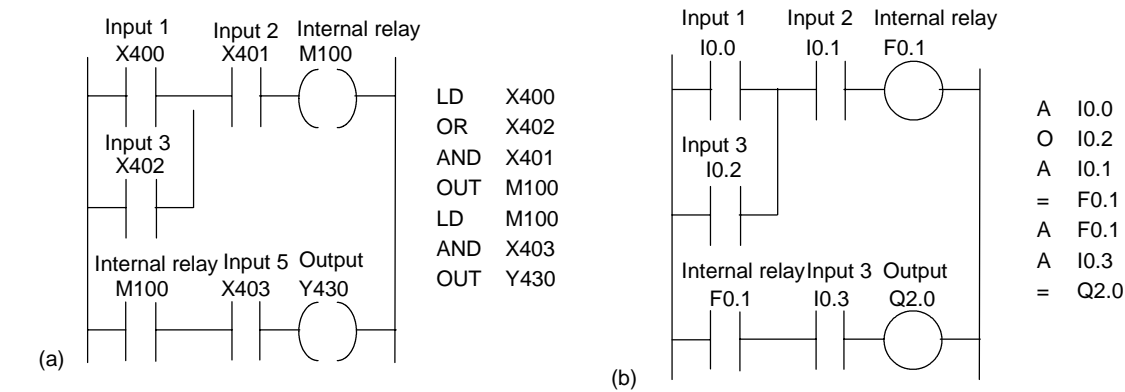 Input 1 Input 2 Internal relay
X400 X401 M100
Input 3
X402
Internal relay Input 5 Output
M100 X403 Y430
(a)
LD X400
OR X402
AND X401
OUT M100
LD M100
AND X403
OUT Y430
Input 1 Input 2 Internal relay
I0.0 I0.1 F0.1
Input 3
I0.2
Internal relay Input 3 Output
F0.1 I0.3 Q2.0
(b)
A I0.0
O I0.2
A I0.1
= F0.1
A F0.1
A I0.3
= Q2.0